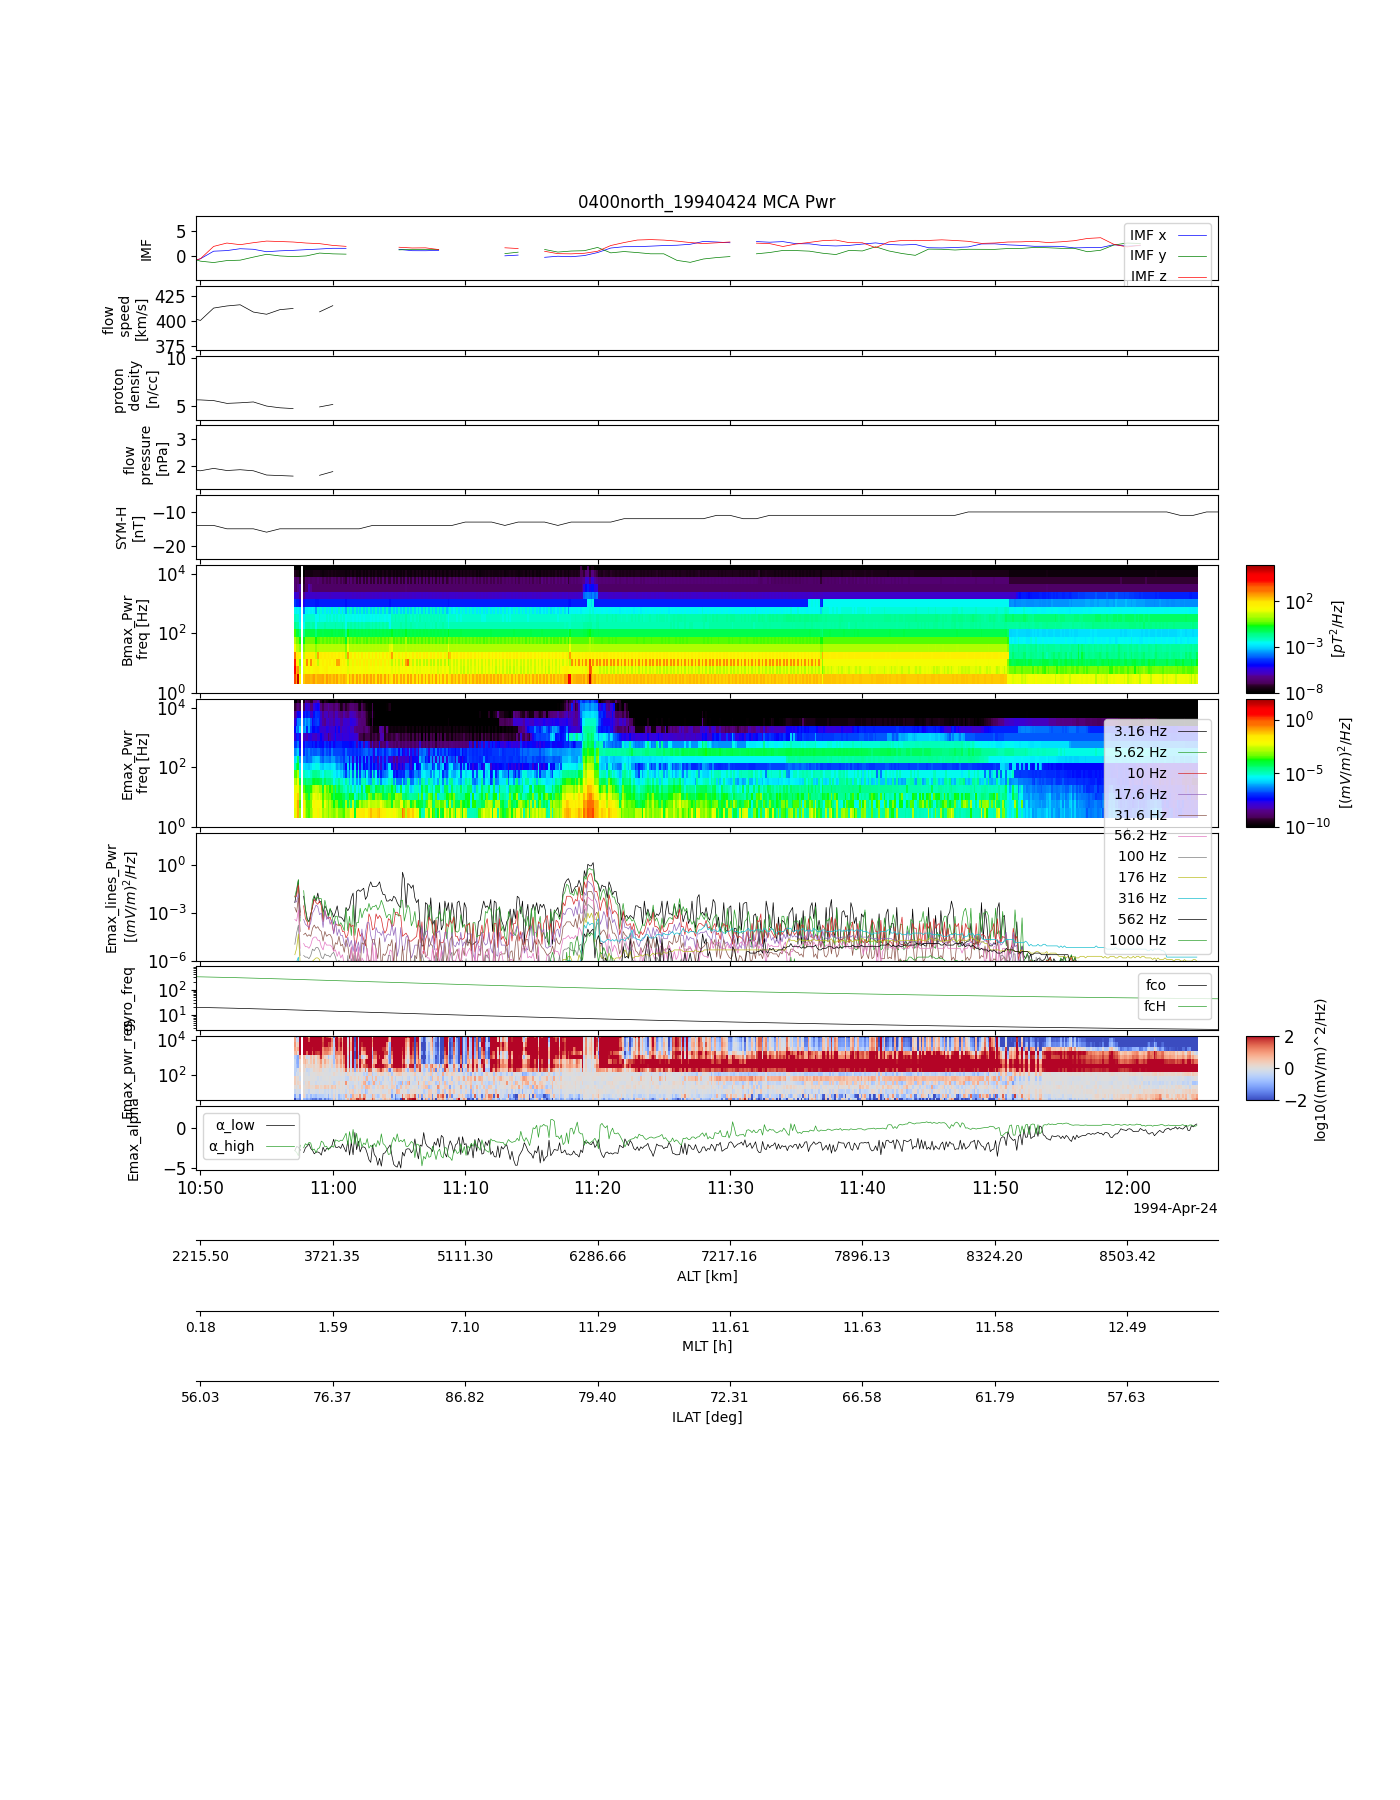 0400north_19940424 MCA Pwr
IMF
5
0
IMF x
IMF y
IMF z
flow
speed
[km/s]
425
400
375
proton
density
[n/cc]
10
5
flow
pressure
[nPa]
3
2
SYM-H
[nT]
−10
−20
Bmax_Pwr
freq [Hz]
10^4
10^2
10^0
10^2
10^−3
10^−8
[pT^2/Hz]
Emax_Pwr
freq [Hz]
10^4
10^2
10^0
10^0
10^−5
10^−10
[(mV/m)^2/Hz]
3.16 Hz
5.62 Hz
10 Hz
17.6 Hz
31.6 Hz
56.2 Hz
100 Hz
176 Hz
316 Hz
562 Hz
1000 Hz
Emax_lines_Pwr
[(mV/m)^2/Hz]
10^0
10^−3
10^−6
gyro_freq
10^2
10^1
fco
fcH
Emax_pwr_res
10^4
10^2
2
0
−2
log10((mV/m)^2/Hz)
Emax_alpha
0
−5
α_low
α_high
10:50 11:00 11:10 11:20 11:30 11:40 11:50 12:00
1994-Apr-24
2215.50 3721.35 5111.30 6286.66 7217.16 7896.13 8324.20 8503.42
ALT [km]
0.18 1.59 7.10 11.29 11.61 11.63 11.58 12.49
MLT [h]
56.03 76.37 86.82 79.40 72.31 66.58 61.79 57.63
ILAT [deg]